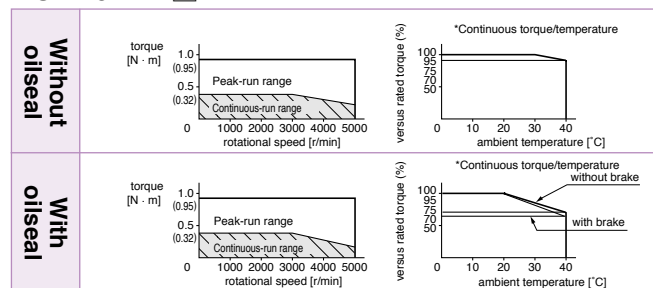 Without oilseal
torque
[N · m]
1.0
(0.95)
0.5
(0.32)
Peak-run range
Continuous-run range
0 1000 2000 3000 4000 5000
rotational speed [r/min]
*Continuous torque/temperature
versus rated torque (%)
100
95
75
70
50
0 10 20 30 40
ambient temperature [˚C]
With oilseal
torque
[N · m]
1.0
(0.95)
0.5
(0.32)
Peak-run range
Continuous-run range
0 1000 2000 3000 4000 5000
rotational speed [r/min]
*Continuous torque/temperature
without brake
with brake
versus rated torque (%)
100
95
75
70
50
0 10 20 30 40
ambient temperature [˚C]